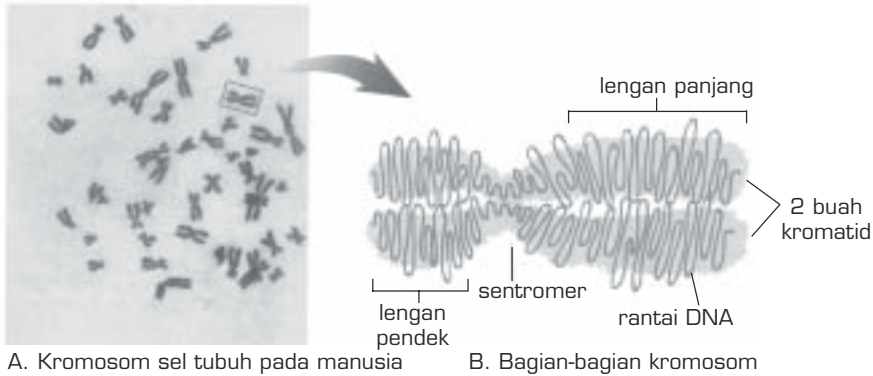 lengan panjang
2 buah
kromatid
sentromer
lengan
pendek
rantai DNA
A. Kromosom sel tubuh pada manusia
B. Bagian-bagian kromosom